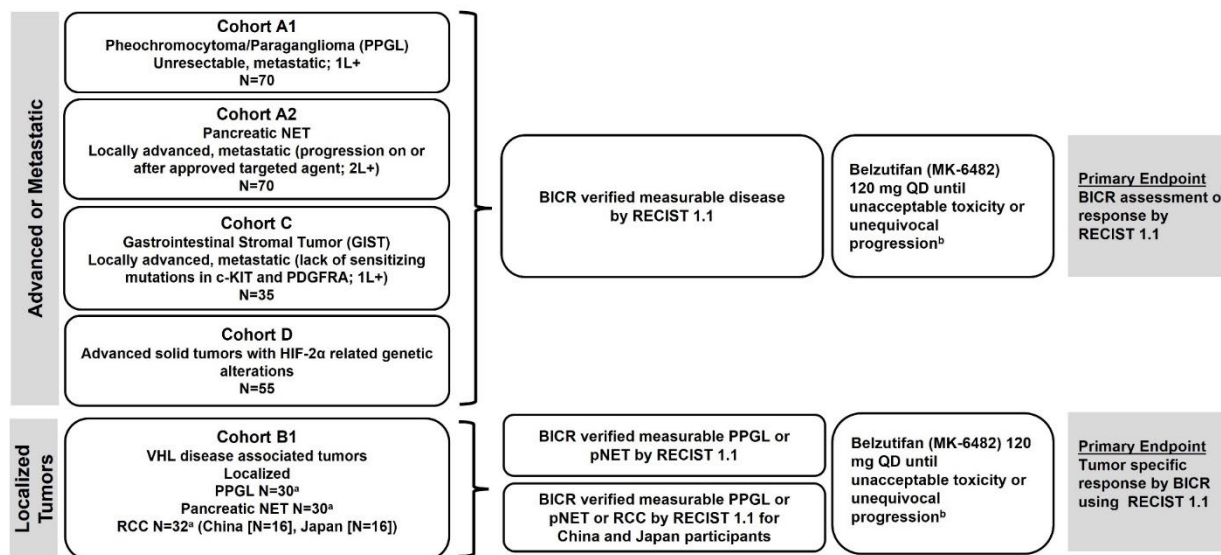 Advanced or Metastatic
Cohort A1
Pheochromocytoma/Paraganglioma (PPGL)
Unresectable, metastatic; 1L+
N=70
Cohort A2
Pancreatic NET
Locally advanced, metastatic (progression on or
after approved targeted agent; 2L+)
N=70
Cohort C
Gastrointestinal Stromal Tumor (GIST)
Locally advanced, metastatic (lack of sensitizing
mutations in c-KIT and PDGFRA; 1L+)
N=35
Cohort D
Advanced solid tumors with HIF-2α related genetic
alterations
N=55
BICR verified measurable disease
by RECIST 1.1
Belzutifan (MK-6482)
120 mg QD until
unacceptable toxicity or
unequivocal
progressionᵇ
Primary Endpoint
BICR assessment o
response by
RECIST 1.1
Localized
Tumors
Cohort B1
VHL disease associated tumors
Localized
PPGL N=30ᵃ
Pancreatic NET N=30ᵃ
RCC N=32ᵃ (China [N=16], Japan [N=16])
BICR verified measurable PPGL or
pNET by RECIST 1.1
BICR verified measurable PPGL or
pNET or RCC by RECIST 1.1 for
China and Japan participants
Belzutifan (MK-6482) 120
mg QD until
unacceptable toxicity or
unequivocal
progressionᵇ
Primary Endpoint
Tumor specific
response by BICR
using RECIST 1.1